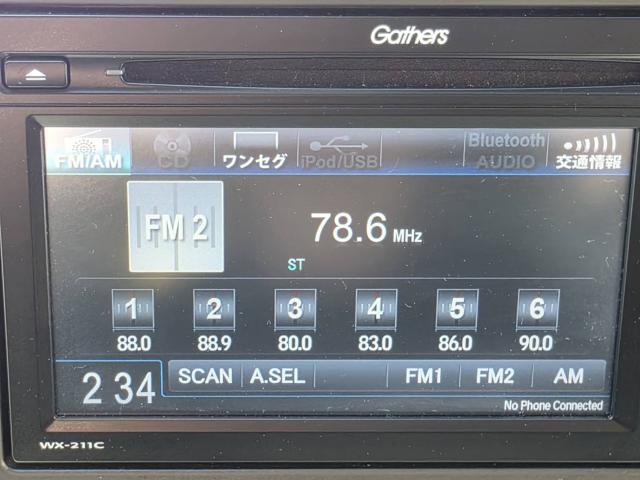 Gathers
FM/AM CD ワンセグ iPod/USB Bluetooth AUDIO 交通情報
FM 2 78.6 MHz
ST
1 2 3 4 5 6
88.0 88.9 80.0 83.0 86.0 90.0
2 34 SCAN A.SEL FM1 FM2 AM
No Phone Connected
WX-211C